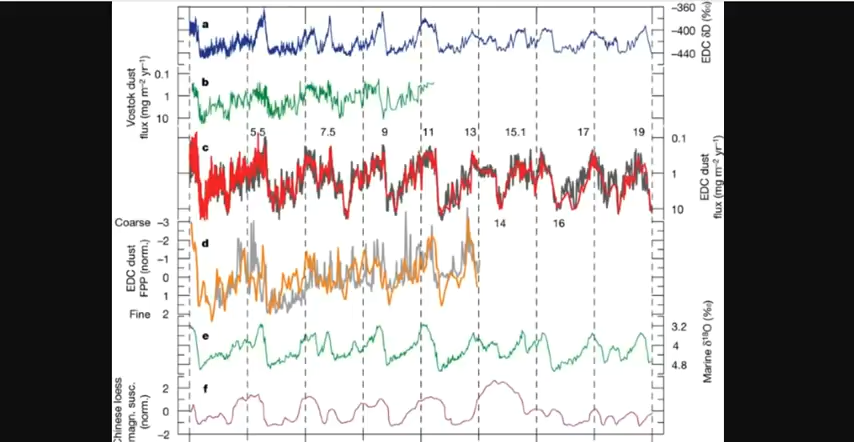 a
−360
−400
−440
EDC δD (‰)
Vostok dust
flux (mg m⁻² yr⁻¹)
0.1
1
10
b
5.5
7.5
9
11
13
15.1
17
19
c
0.1
1
10
EDC dust
flux (mg m⁻² yr⁻¹)
14
16
Coarse
−3
−2
−1
0
1
2
Fine
EDC dust
FPP (norm.)
d
e
3.2
4
4.8
Marine δ¹⁸O (‰)
Chinese loess
magn. susc.
(norm.)
2
0
−2
f